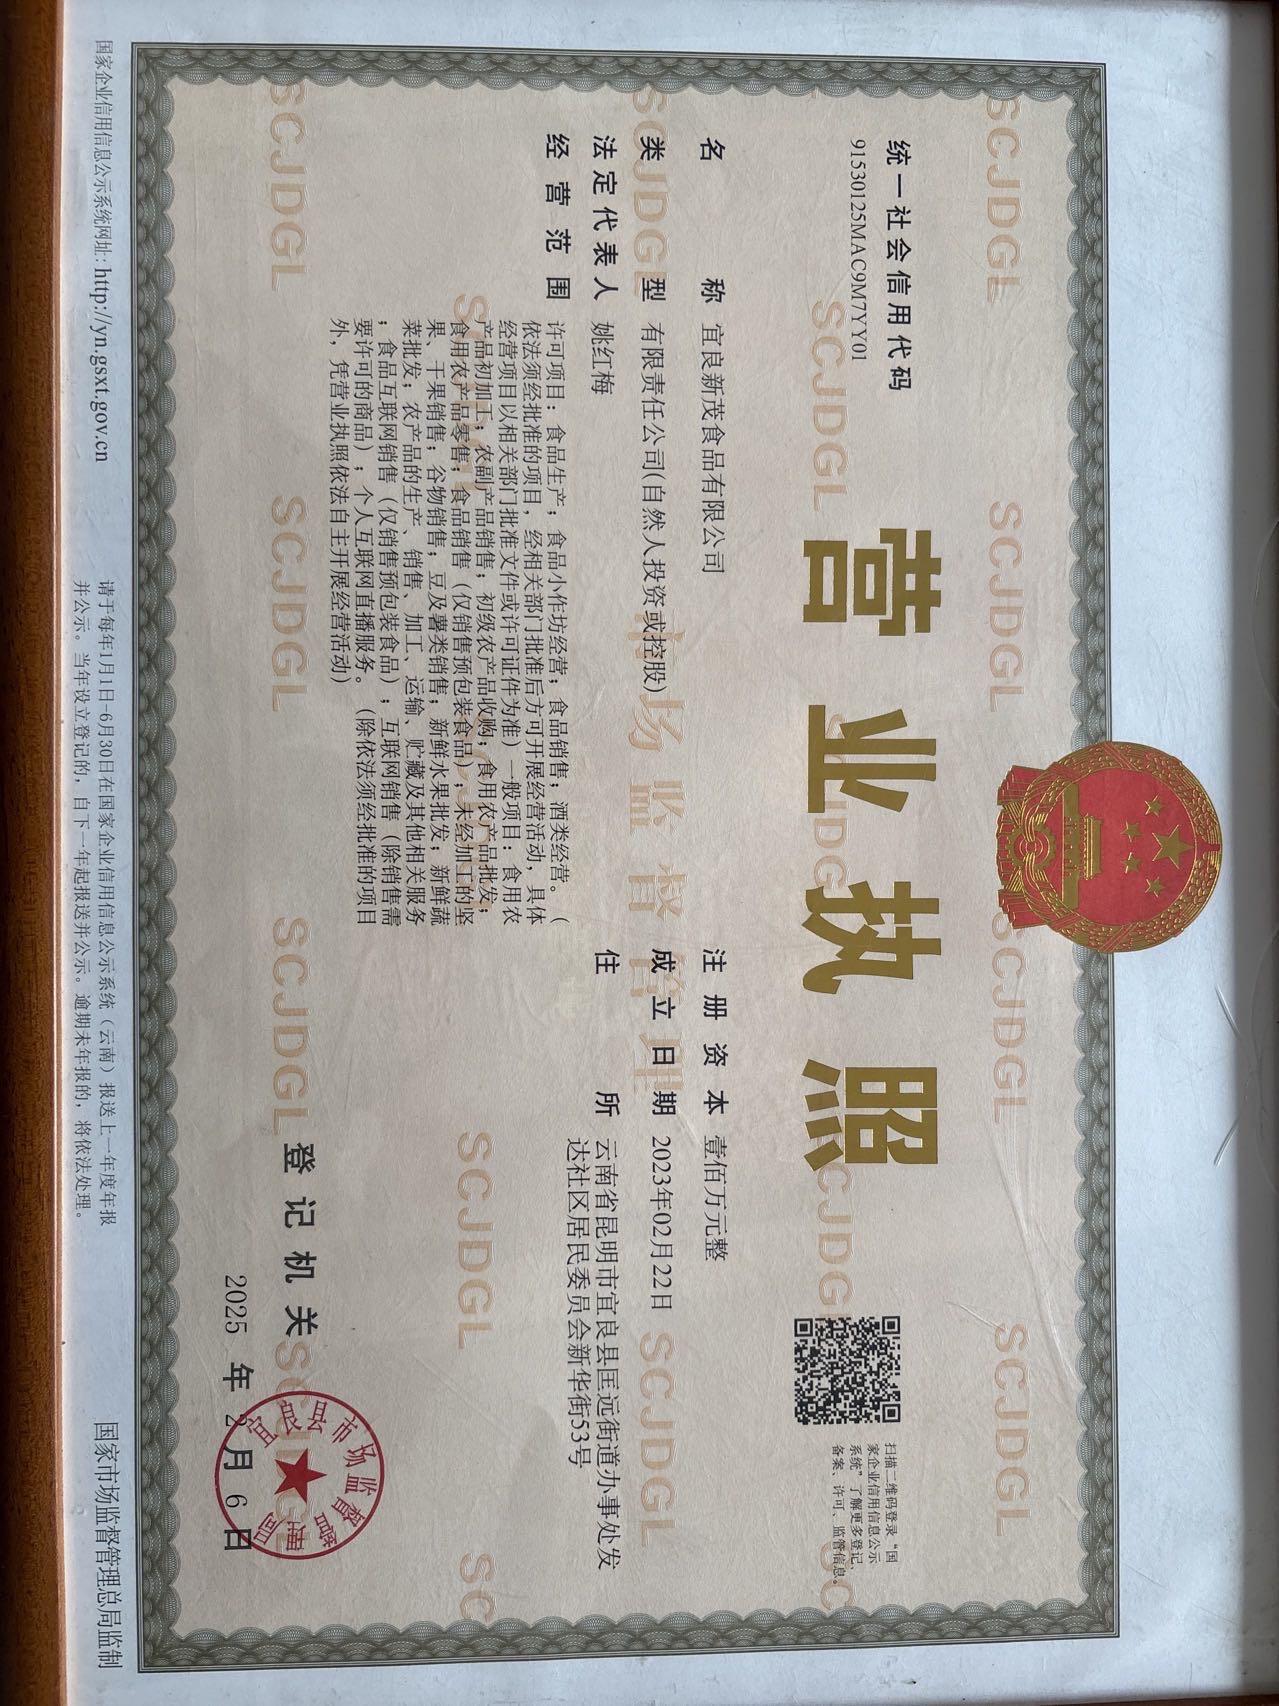 统一社会信用代码
91530125MAC9M7YY01
营业执照
扫描二维码登录“国
家企业信用信息公示
系统”了解更多登记、
备案、许可、监管信息。
名称 宜良新茂食品有限公司
类型 有限责任公司(自然人投资或控股)
法定代表人 姚红梅
经营范围 许可项目：食品生产；食品小作坊经营；食品销售；酒类经营。（
依法须经批准的项目，经相关部门批准后方可开展经营活动，具体
经营项目以相关部门批准文件或许可证件为准）一般项目：食用农
产品初加工；农副产品销售；初级农产品收购；食用农产品批发；
食用农产品零售；食品销售（仅销售预包装食品）；未经加工的坚
果、干果销售；谷物销售；豆及薯类销售；新鲜水果批发；新鲜蔬
菜批发；农产品的生产、销售、加工、运输、贮藏及其他相关服务
；食品互联网销售（仅销售预包装食品）；互联网销售（除销售需
要许可的商品）；个人互联网直播服务。（除依法须经批准的项目
外，凭营业执照依法自主开展经营活动）
注册资本 壹佰万元整
成立日期 2023年02月22日
住所 云南省昆明市宜良县匡远街道办事处发
达社区居民委员会新华街53号
登记机关
宜良县市场监督管理局
2025 年 2 月 6 日
国家企业信用信息公示系统网址：http://yn.gsxt.gov.cn
请于每年1月1日-6月30日在国家企业信用信息公示系统（云南）报送上一年度年报
并公示。当年设立登记的，自下一年起报送并公示。逾期未年报的，将依法处理。
国家市场监督管理总局监制
SCJDGL
市场监督管理